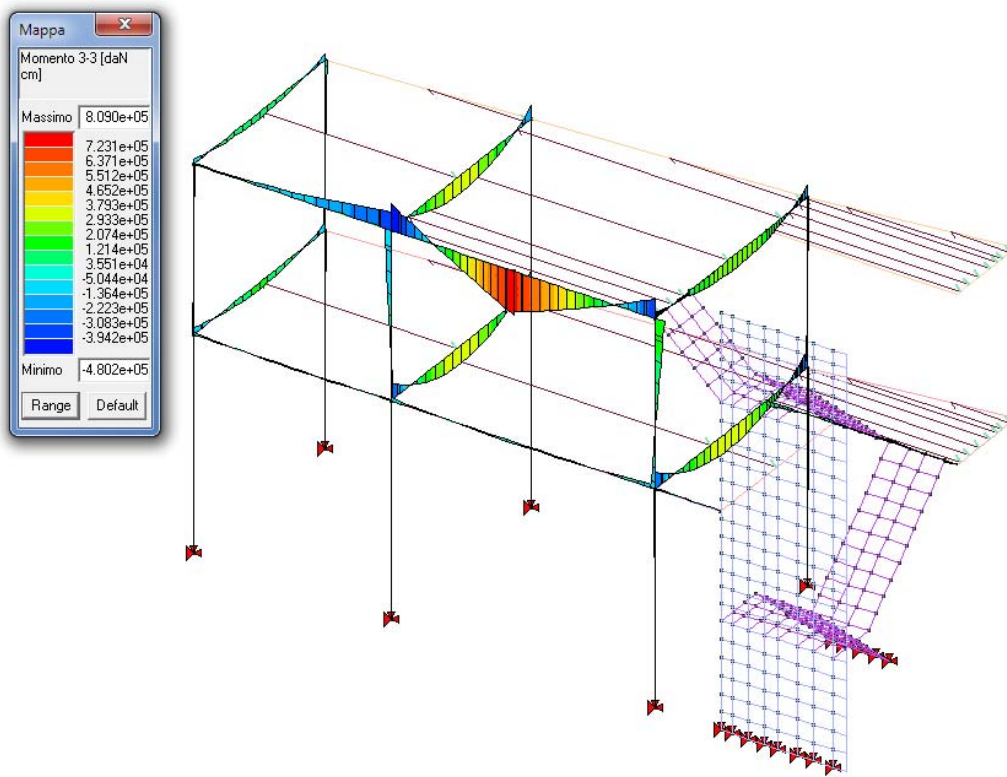 Mappa
Momento 3-3 [daN
cm]
Massimo 8.090e+05
7.231e+05
6.371e+05
5.512e+05
4.652e+05
3.793e+05
2.933e+05
2.074e+05
1.214e+05
3.551e+04
-5.044e+04
-1.364e+05
-2.223e+05
-3.083e+05
-3.942e+05
Minimo -4.802e+05
Range Default